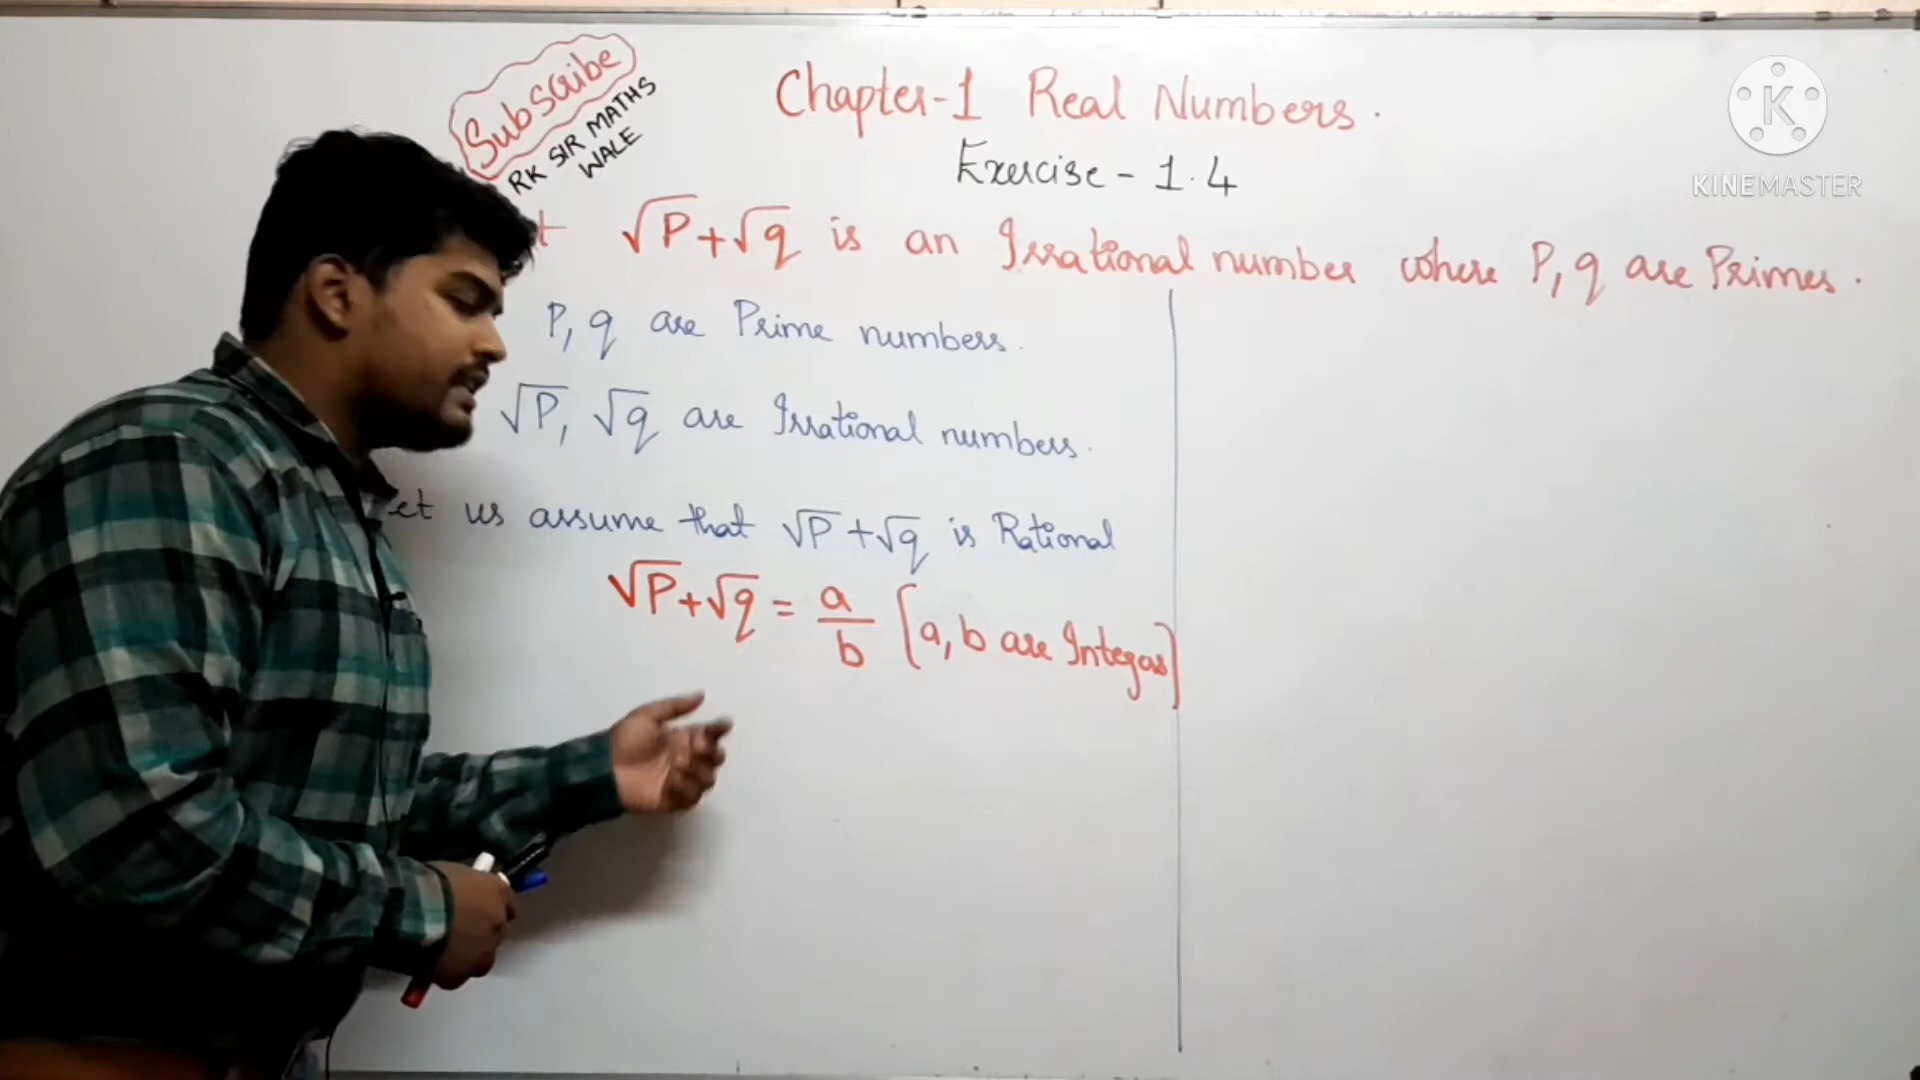 Subscribe
RK SIR MATHS
WALE
Chapter-1 Real Numbers.
Exercise - 1.4
√P+√q is an Irrational number where P, q are Primes.
P, q are Prime numbers.
√P, √q are Irrational numbers.
et us assume that √P+√q is Rational
√P+√q = a/b [a, b are Integers]
K
KINEMASTER